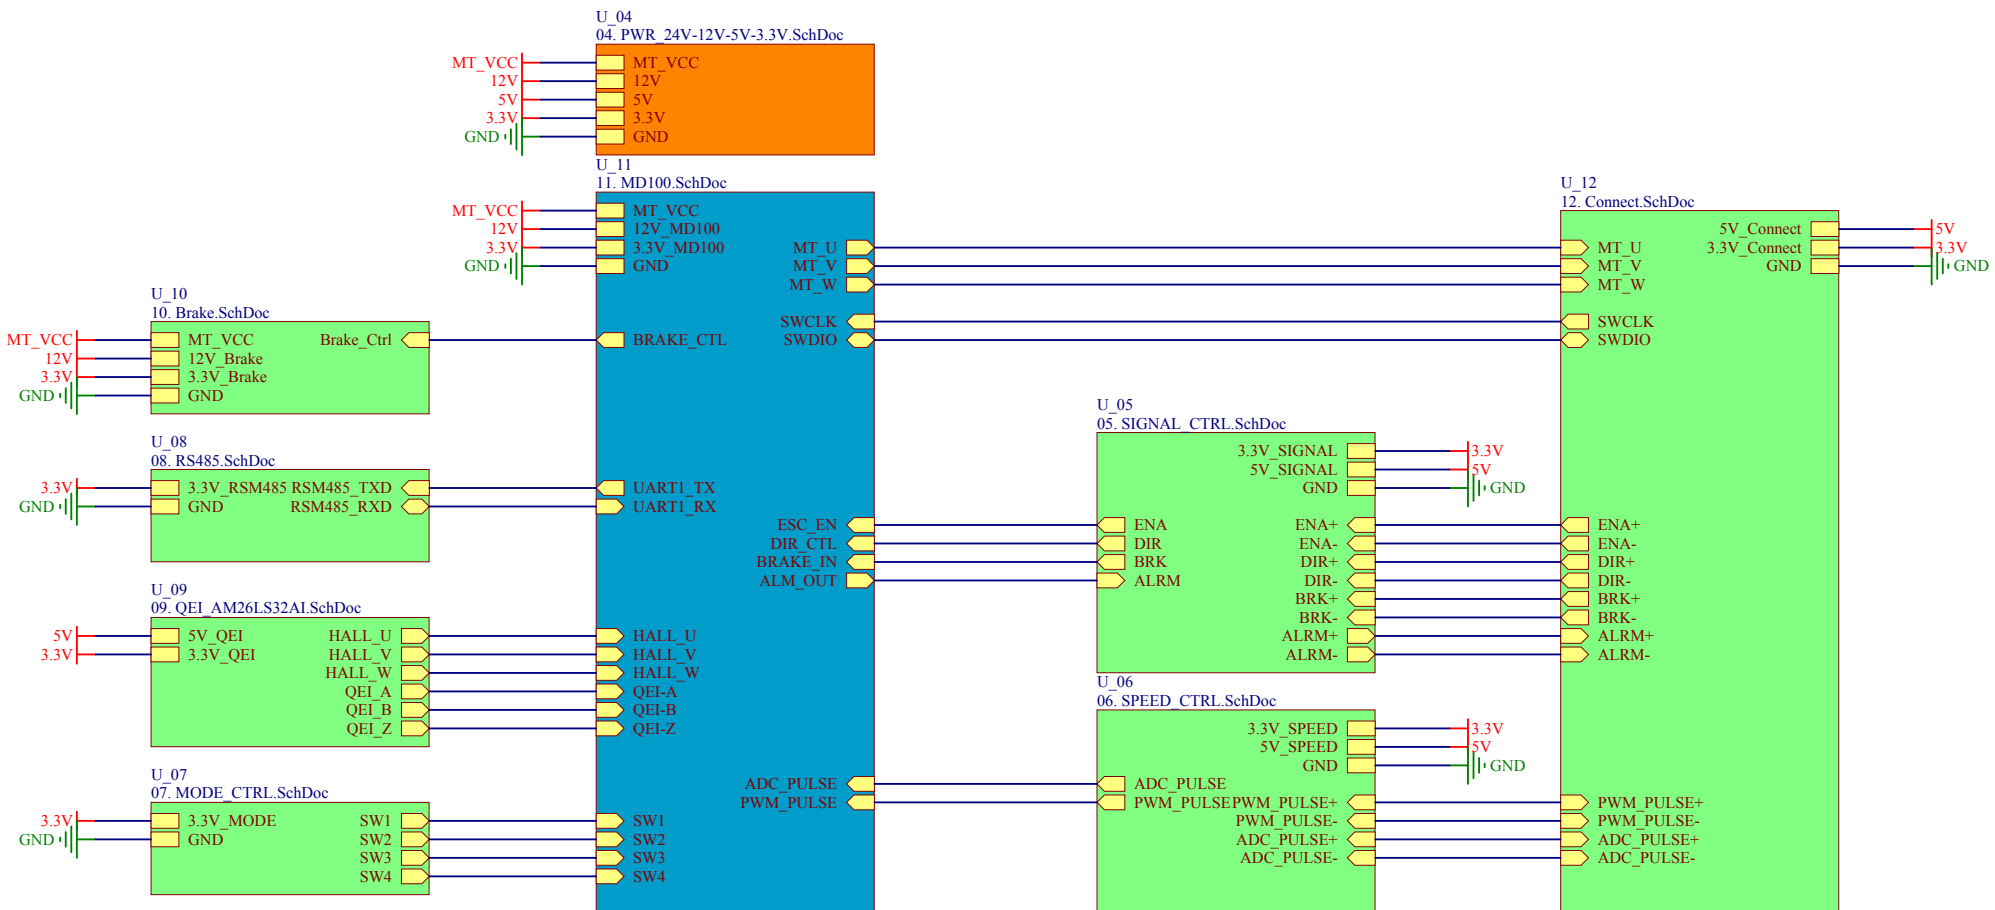 U_04
04. PWR_24V-12V-5V-3.3V.SchDoc
MT_VCC MT_VCC
12V 12V
5V 5V
3.3V 3.3V
GND GND
U_11
11. MD100.SchDoc
MT_VCC MT_VCC
12V 12V_MD100
3.3V 3.3V_MD100
GND GND
MT_U
MT_V
MT_W
SWCLK
SWDIO
BRAKE_CTL
UART1_TX
UART1_RX
ESC_EN
DIR_CTL
BRAKE_IN
ALM_OUT
HALL_U
HALL_V
HALL_W
QEI-A
QEI-B
QEI-Z
ADC_PULSE
PWM_PULSE
SW1
SW2
SW3
SW4
U_10
10. Brake.SchDoc
MT_VCC MT_VCC Brake_Ctrl
12V 12V_Brake
3.3V 3.3V_Brake
GND GND
U_08
08. RS485.SchDoc
3.3V 3.3V_RSM485 RSM485_TXD
GND GND RSM485_RXD
U_09
09. QEI_AM26LS32AI.SchDoc
5V 5V_QEI HALL_U
3.3V 3.3V_QEI HALL_V
HALL_W
QEI_A
QEI_B
QEI_Z
U_07
07. MODE_CTRL.SchDoc
3.3V 3.3V_MODE SW1
GND GND SW2
SW3
SW4
U_05
05. SIGNAL_CTRL.SchDoc
3.3V_SIGNAL 3.3V
5V_SIGNAL 5V
GND GND
ENA ENA+
DIR ENA-
BRK DIR+
ALRM DIR-
BRK+
BRK-
ALRM+
ALRM-
U_06
06. SPEED_CTRL.SchDoc
3.3V_SPEED 3.3V
5V_SPEED 5V
GND GND
ADC_PULSE
PWM_PULSE PWM_PULSE+
PWM_PULSE-
ADC_PULSE+
ADC_PULSE-
U_12
12. Connect.SchDoc
5V_Connect 5V
MT_U 3.3V_Connect 3.3V
MT_V GND GND
MT_W
SWCLK
SWDIO
ENA+
ENA-
DIR+
DIR-
BRK+
BRK-
ALRM+
ALRM-
PWM_PULSE+
PWM_PULSE-
ADC_PULSE+
ADC_PULSE-